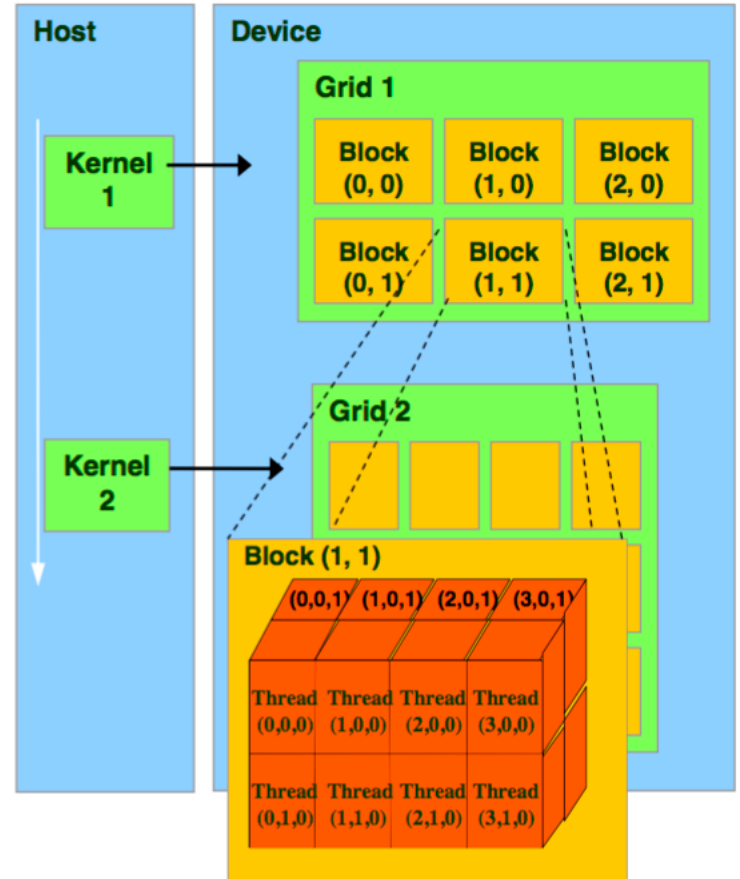 Host
Device
Grid 1
Kernel
1
Block
(0, 0)
Block
(1, 0)
Block
(2, 0)
Block
(0, 1)
Block
(1, 1)
Block
(2, 1)
Grid 2
Kernel
2
Block (1, 1)
(0,0,1) (1,0,1) (2,0,1) (3,0,1)
Thread
(0,0,0)
Thread
(1,0,0)
Thread
(2,0,0)
Thread
(3,0,0)
Thread
(0,1,0)
Thread
(1,1,0)
Thread
(2,1,0)
Thread
(3,1,0)